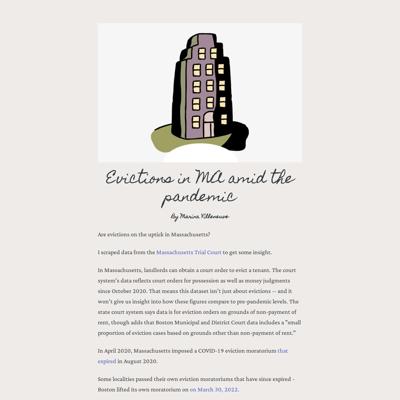 Evictions in MA amid the
pandemic
By Marina Villeneuve
Are evictions on the uptick in Massachusetts?
I scraped data from the Massachusetts Trial Court to get some insight.
In Massachusetts, landlords can obtain a court order to evict a tenant. The court
system's data reflects court orders for possession as well as money judgments
since October 2020. That means this dataset isn't just about evictions -- and it
won't give us insight into how these figures compare to pre-pandemic levels. The
state court system says data is for eviction orders on grounds of non-payment of
rent, though adds that Boston Municipal and District Court data includes a "small
proportion of eviction cases based on grounds other than non-payment of rent."
In April 2020, Massachusetts imposed a COVID-19 eviction moratorium that
expired in August 2020.
Some localities passed their own eviction moratoriums that have since expired -
Boston lifted its own moratorium on on March 30, 2022.